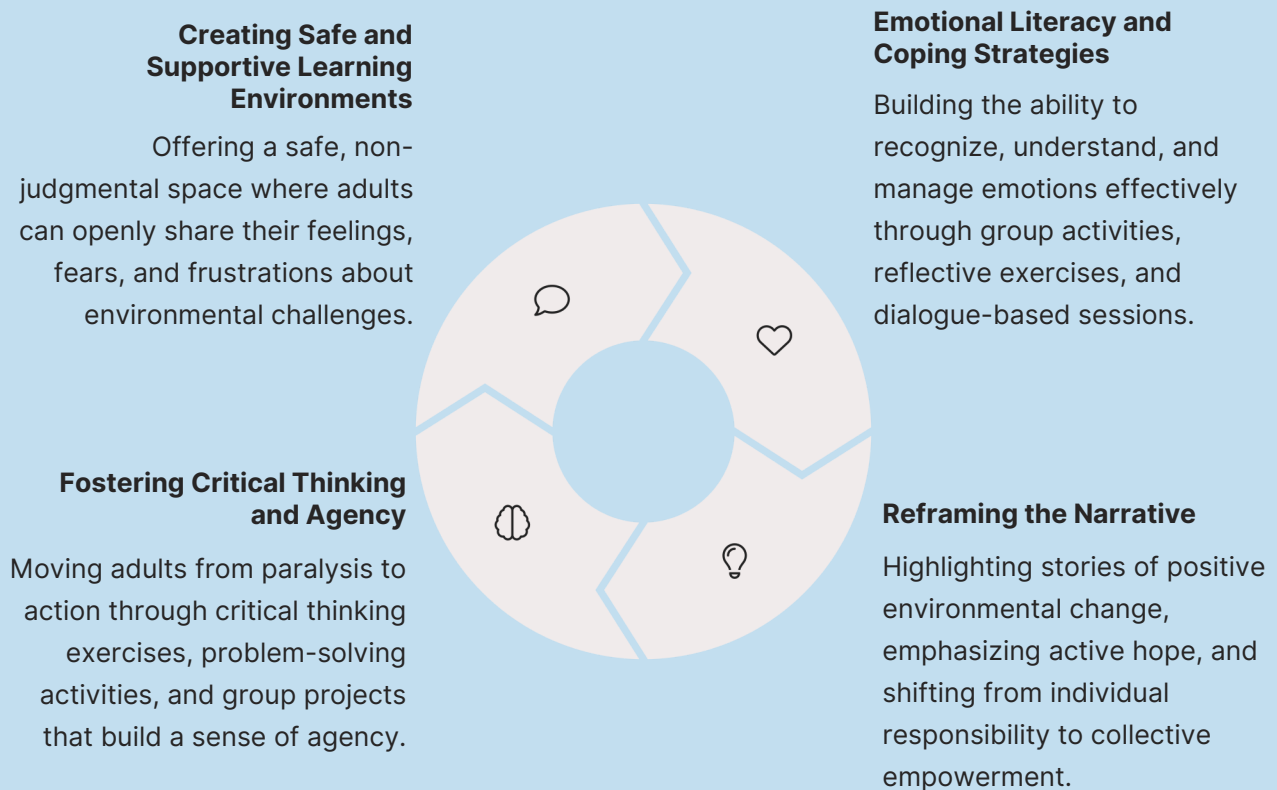 Creating Safe and
Supportive Learning
Environments
Offering a safe, non-
judgmental space where adults
can openly share their feelings,
fears, and frustrations about
environmental challenges.
Emotional Literacy and
Coping Strategies
Building the ability to
recognize, understand, and
manage emotions effectively
through group activities,
reflective exercises, and
dialogue-based sessions.
Fostering Critical Thinking
and Agency
Moving adults from paralysis to
action through critical thinking
exercises, problem-solving
activities, and group projects
that build a sense of agency.
Reframing the Narrative
Highlighting stories of positive
environmental change,
emphasizing active hope, and
shifting from individual
responsibility to collective
empowerment.